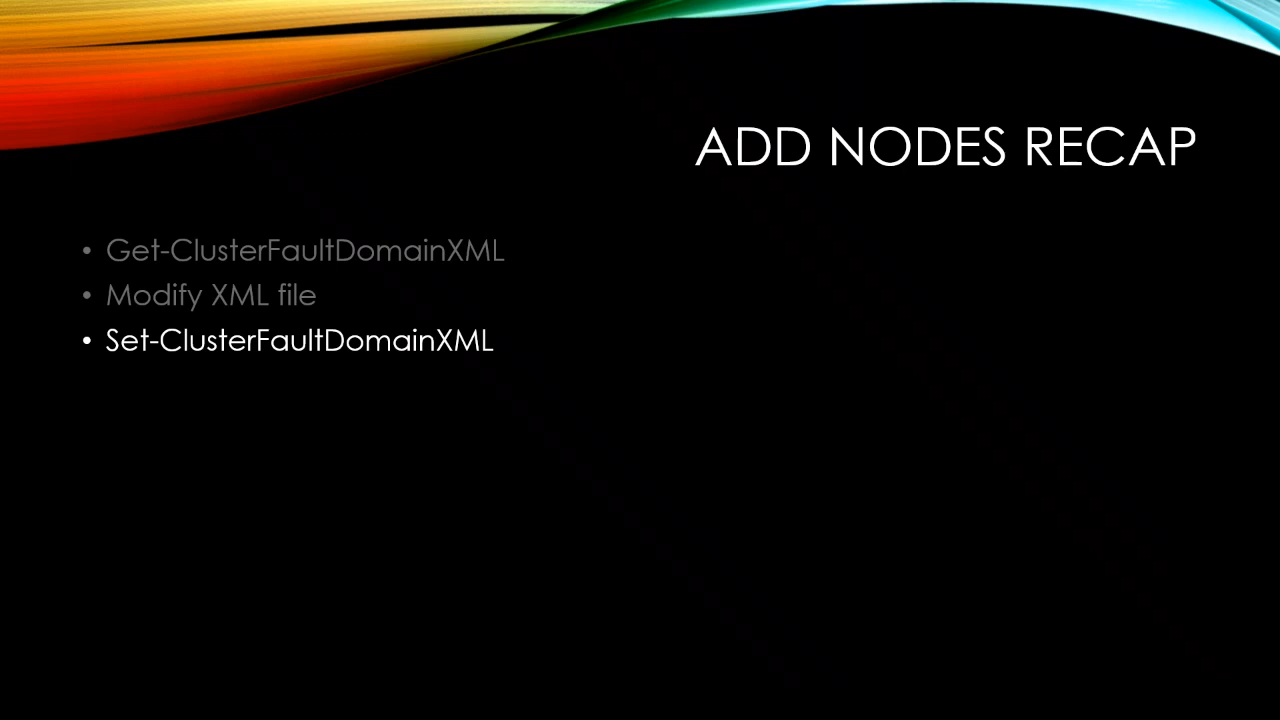 ADD NODES RECAP
• Get-ClusterFaultDomainXML
• Modify XML file
• Set-ClusterFaultDomainXML